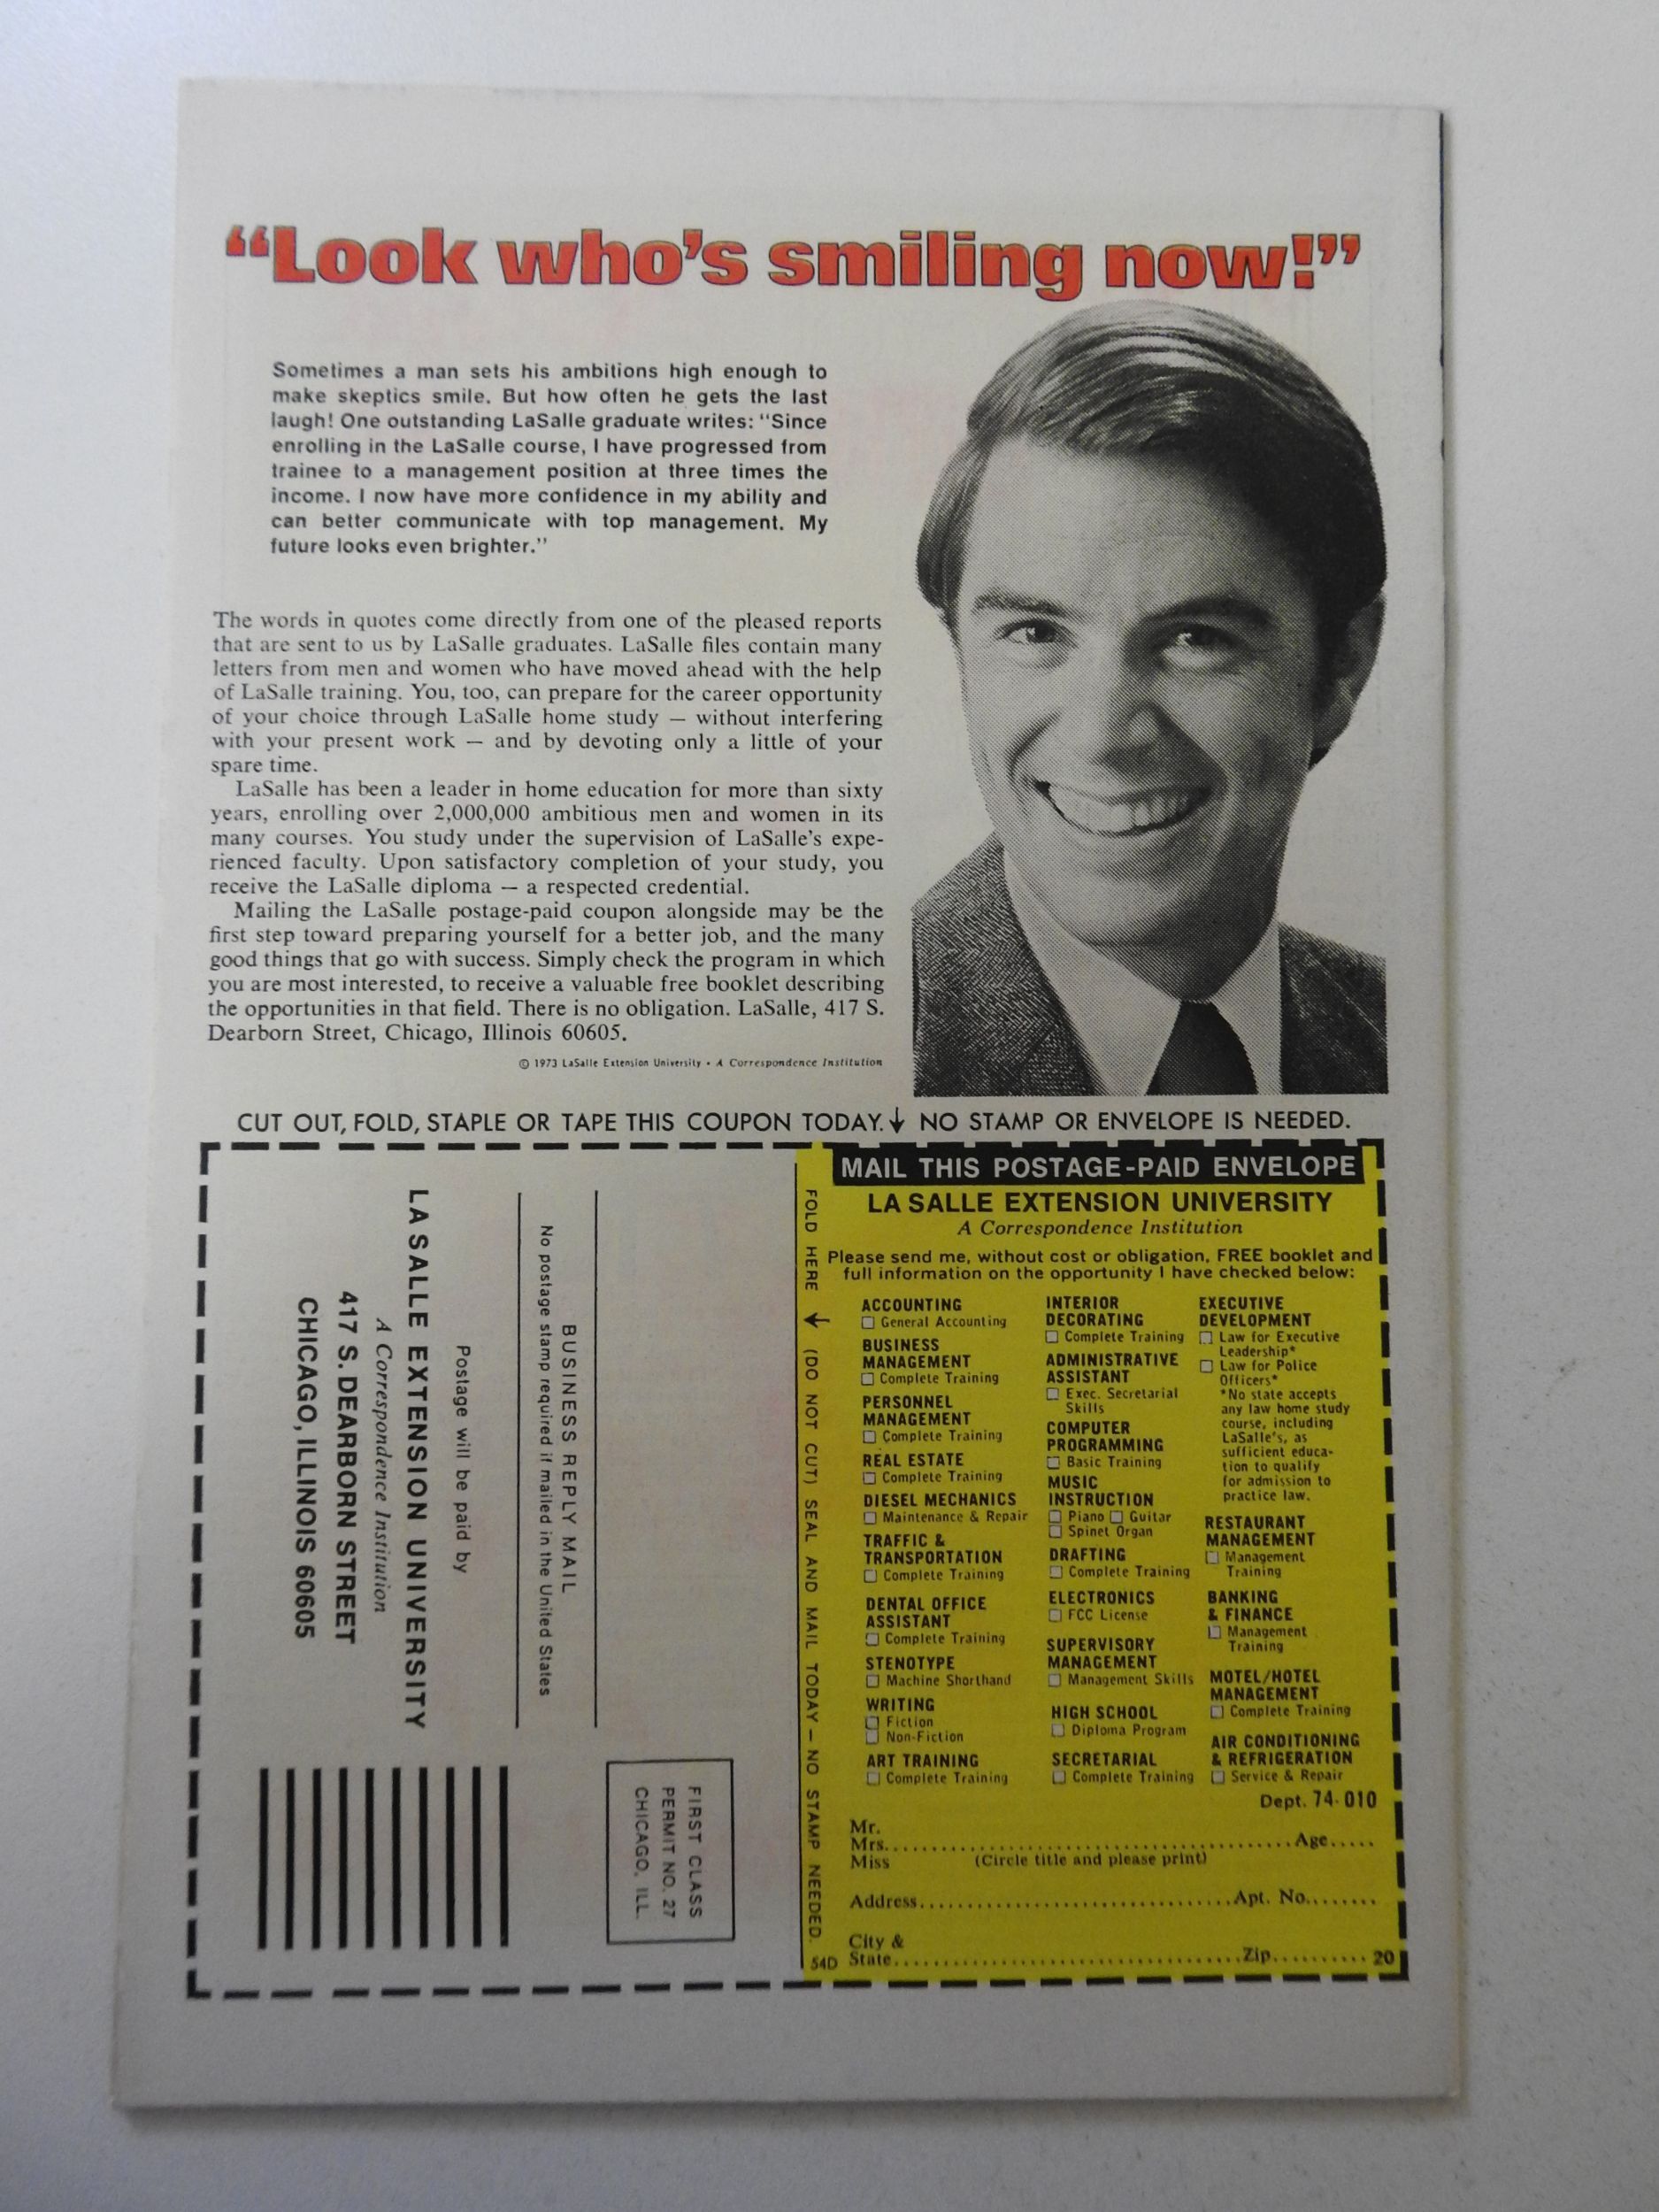 “Look who’s smiling now!”
Sometimes a man sets his ambitions high enough to
make skeptics smile. But how often he gets the last
laugh! One outstanding LaSalle graduate writes: “Since
enrolling in the LaSalle course, I have progressed from
trainee to a management position at three times the
income. I now have more confidence in my ability and
can better communicate with top management. My
future looks even brighter.”
The words in quotes come directly from one of the pleased reports
that are sent to us by LaSalle graduates. LaSalle files contain many
letters from men and women who have moved ahead with the help
of LaSalle training. You, too, can prepare for the career opportunity
of your choice through LaSalle home study — without interfering
with your present work — and by devoting only a little of your
spare time.
LaSalle has been a leader in home education for more than sixty
years, enrolling over 2,000,000 ambitious men and women in its
many courses. You study under the supervision of LaSalle’s expe-
rienced faculty. Upon satisfactory completion of your study, you
receive the LaSalle diploma — a respected credential.
Mailing the LaSalle postage-paid coupon alongside may be the
first step toward preparing yourself for a better job, and the many
good things that go with success. Simply check the program in which
you are most interested, to receive a valuable free booklet describing
the opportunities in that field. There is no obligation. LaSalle, 417 S.
Dearborn Street, Chicago, Illinois 60605.
© 1973 LaSalle Extension University • A Correspondence Institution
CUT OUT, FOLD, STAPLE OR TAPE THIS COUPON TODAY. ↓ NO STAMP OR ENVELOPE IS NEEDED.
FIRST CLASS
PERMIT NO. 27
CHICAGO, ILL.
BUSINESS REPLY MAIL
No postage stamp required if mailed in the United States
Postage will be paid by
LA SALLE EXTENSION UNIVERSITY
A Correspondence Institution
417 S. DEARBORN STREET
CHICAGO, ILLINOIS 60605
FOLD HERE ↓ (DO NOT CUT) SEAL AND MAIL TODAY — NO STAMP NEEDED.
54D
MAIL THIS POSTAGE-PAID ENVELOPE
LA SALLE EXTENSION UNIVERSITY
A Correspondence Institution
Please send me, without cost or obligation, FREE booklet and
full information on the opportunity I have checked below:
ACCOUNTING
☐ General Accounting
BUSINESS
MANAGEMENT
☐ Complete Training
PERSONNEL
MANAGEMENT
☐ Complete Training
REAL ESTATE
☐ Complete Training
DIESEL MECHANICS
☐ Maintenance & Repair
TRAFFIC &
TRANSPORTATION
☐ Complete Training
DENTAL OFFICE
ASSISTANT
☐ Complete Training
STENOTYPE
☐ Machine Shorthand
WRITING
☐ Fiction
☐ Non-Fiction
ART TRAINING
☐ Complete Training
INTERIOR
DECORATING
☐ Complete Training
ADMINISTRATIVE
ASSISTANT
☐ Exec. Secretarial
Skills
COMPUTER
PROGRAMMING
☐ Basic Training
MUSIC
INSTRUCTION
☐ Piano ☐ Guitar
☐ Spinet Organ
DRAFTING
☐ Complete Training
ELECTRONICS
☐ FCC License
SUPERVISORY
MANAGEMENT
☐ Management Skills
HIGH SCHOOL
☐ Diploma Program
SECRETARIAL
☐ Complete Training
EXECUTIVE
DEVELOPMENT
☐ Law for Executive
Leadership*
☐ Law for Police
Officers*
*No state accepts
any law home study
course, including
LaSalle's, as
sufficient educa-
tion to qualify
for admission to
practice law.
RESTAURANT
MANAGEMENT
☐ Management
Training
BANKING
& FINANCE
☐ Management
Training
MOTEL/HOTEL
MANAGEMENT
☐ Complete Training
AIR CONDITIONING
& REFRIGERATION
☐ Service & Repair
Dept. 74-010
Mr.
Mrs. ........................................ Age.....
Miss (Circle title and please print)
Address................................ Apt. No........
City &
State.................................... Zip.......... 20